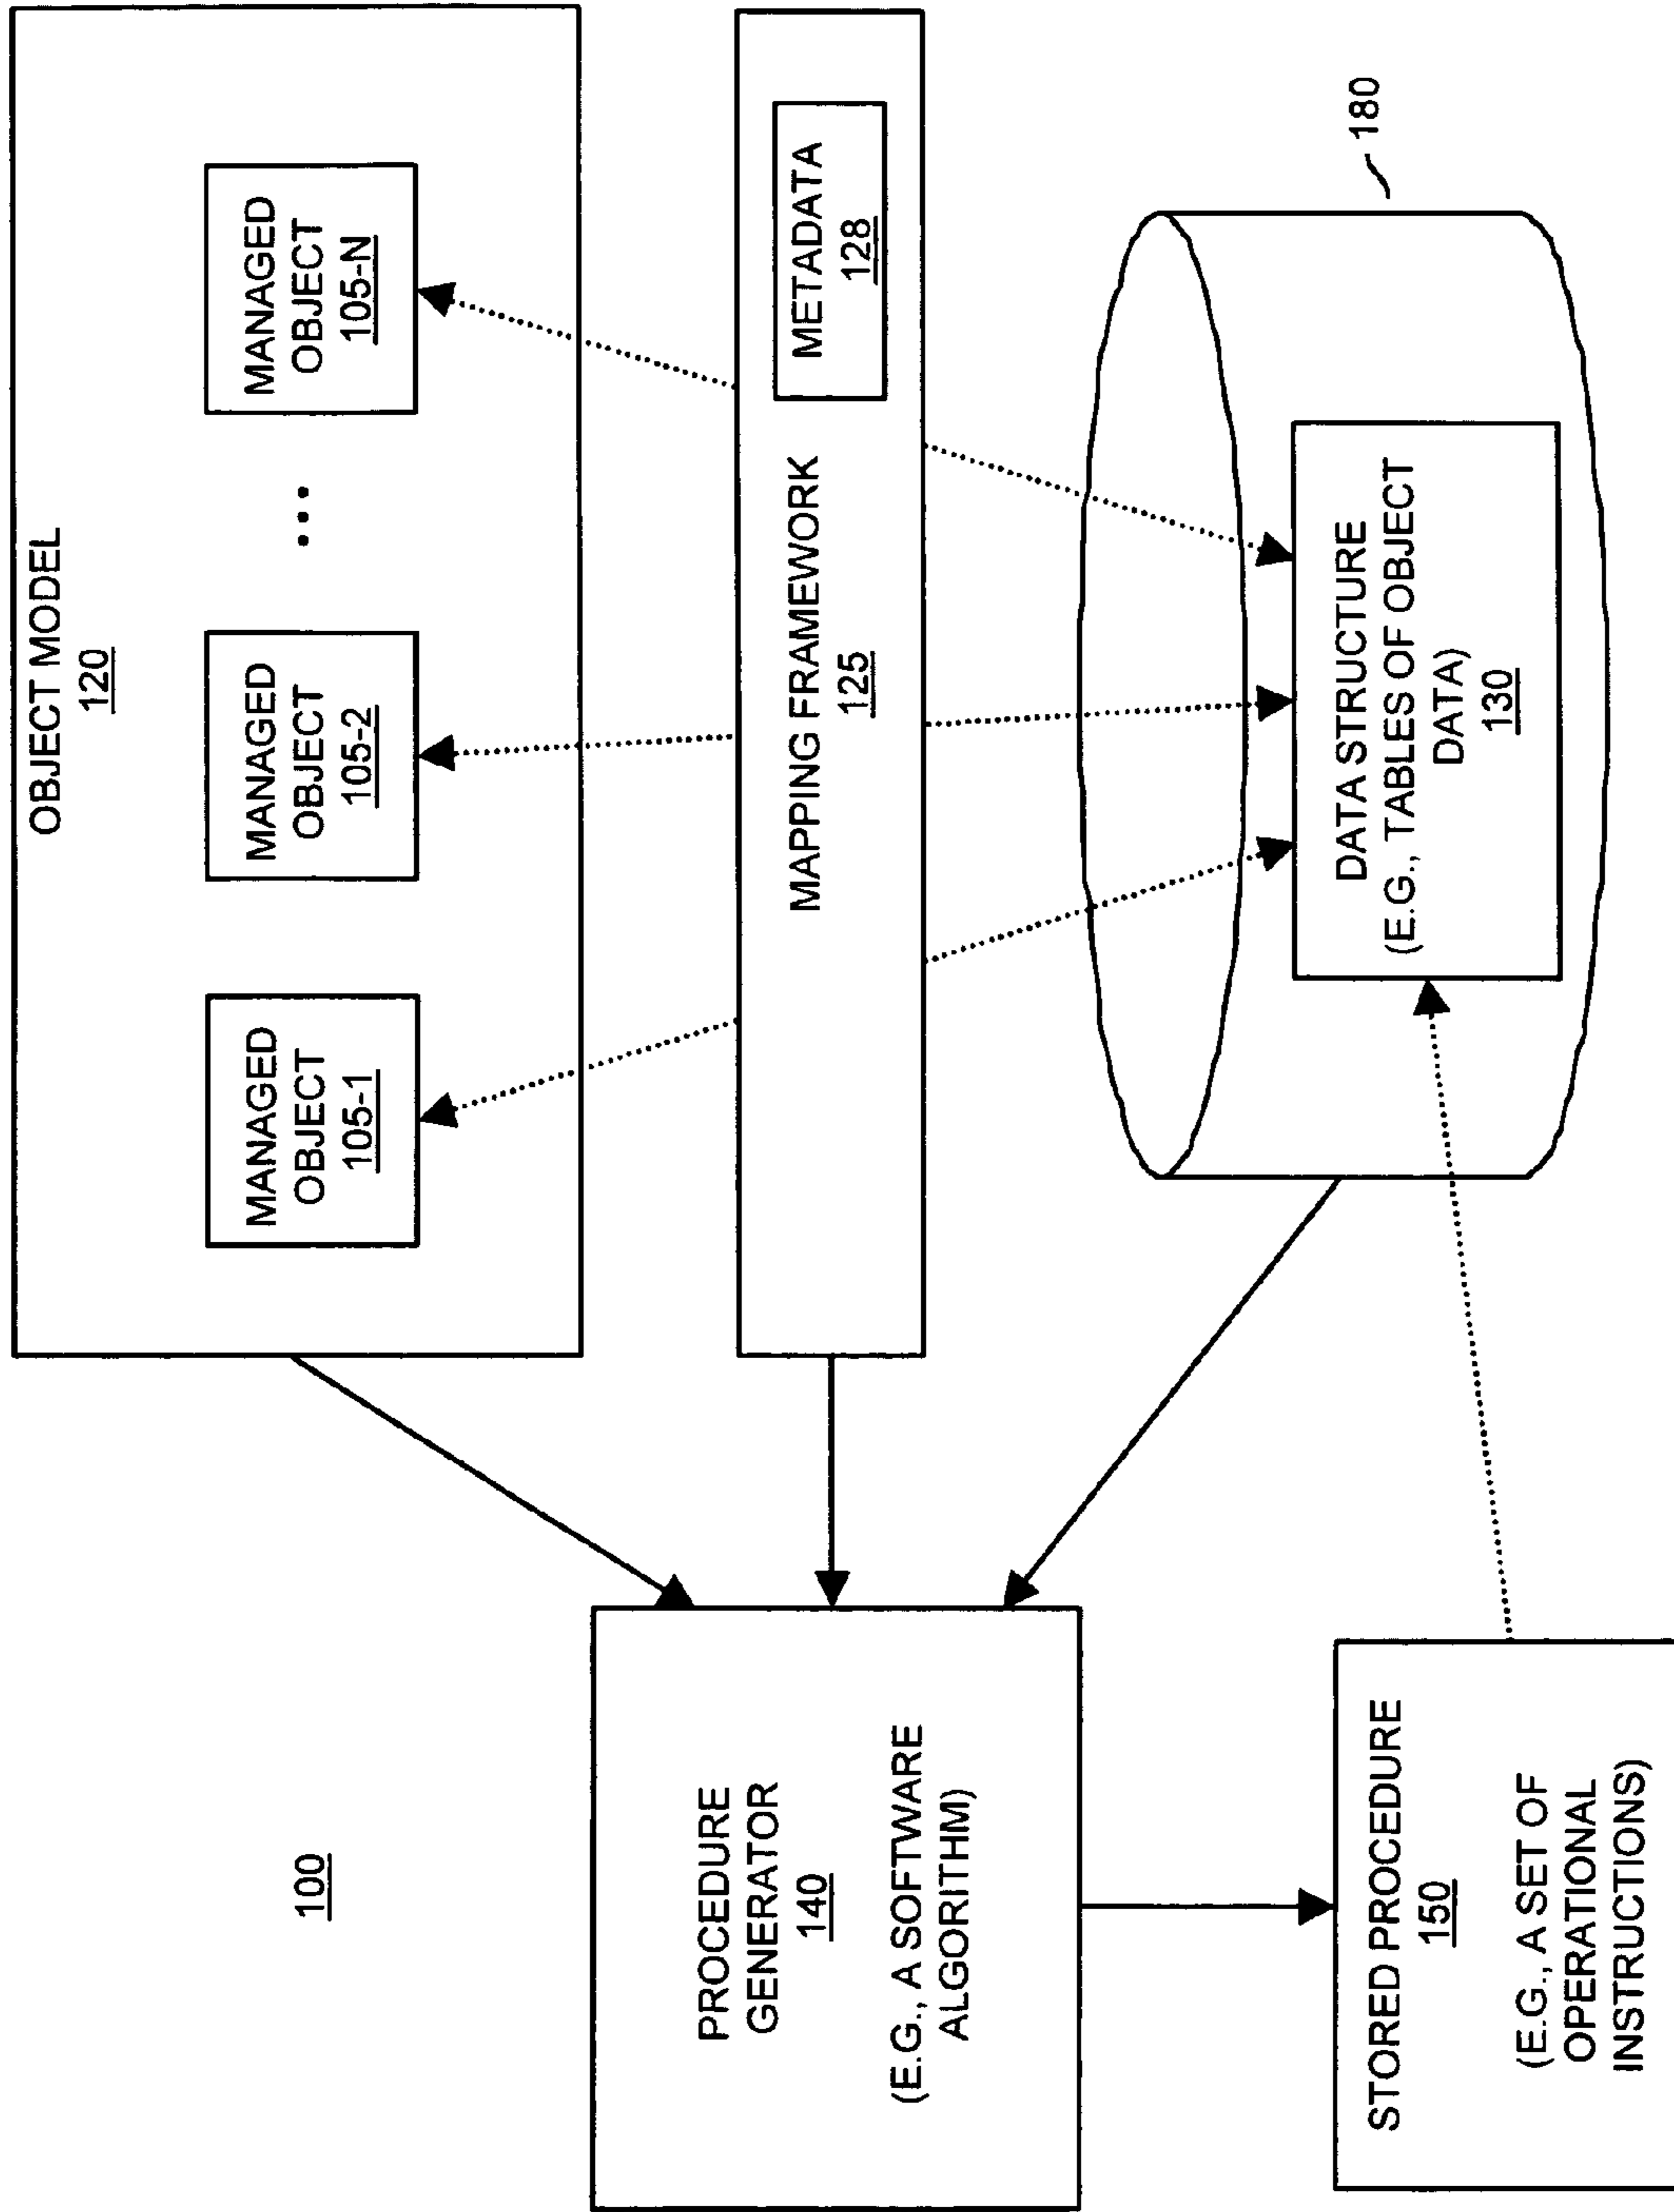 100
OBJECT MODEL
120
MANAGED
OBJECT
105-1
MANAGED
OBJECT
105-2
...
MANAGED
OBJECT
105-N
PROCEDURE
GENERATOR
140
(E.G., A SOFTWARE
ALGORITHM)
MAPPING FRAMEWORK
125
METADATA
128
180
DATA STRUCTURE
(E.G., TABLES OF OBJECT
DATA)
130
STORED PROCEDURE
150
(E.G., A SET OF
OPERATIONAL
INSTRUCTIONS)